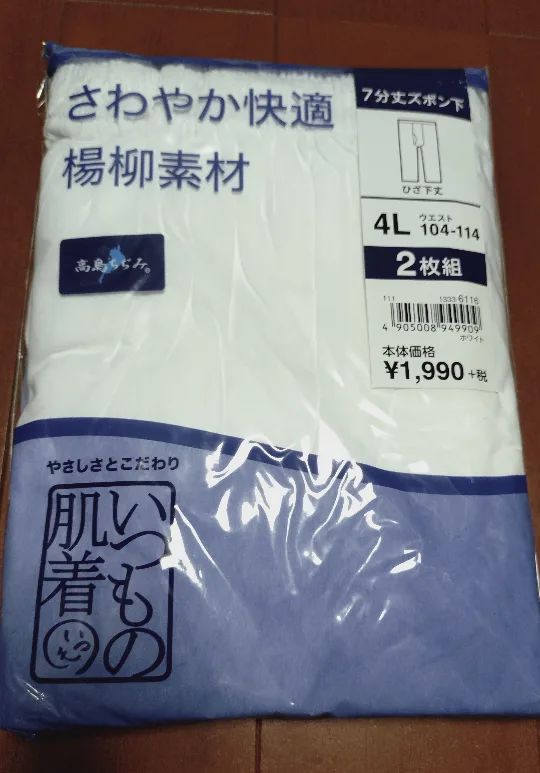 さわやか快適
楊柳素材
高島ちぢみ。
7分丈ズボン下
ひざ下丈
4L ウエスト 104-114
2枚組
111 1333-6116
4 905008 949909
ホワイト
本体価格
¥1,990 +税
やさしさとこだわり
いつもの
肌着